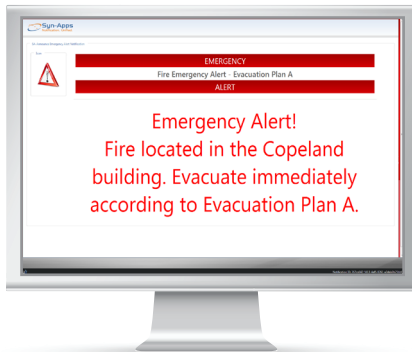 Syn-Apps
EMERGENCY
Fire Emergency Alert - Evacuation Plan A
ALERT
Emergency Alert!
Fire located in the Copeland
building. Evacuate immediately
according to Evacuation Plan A.